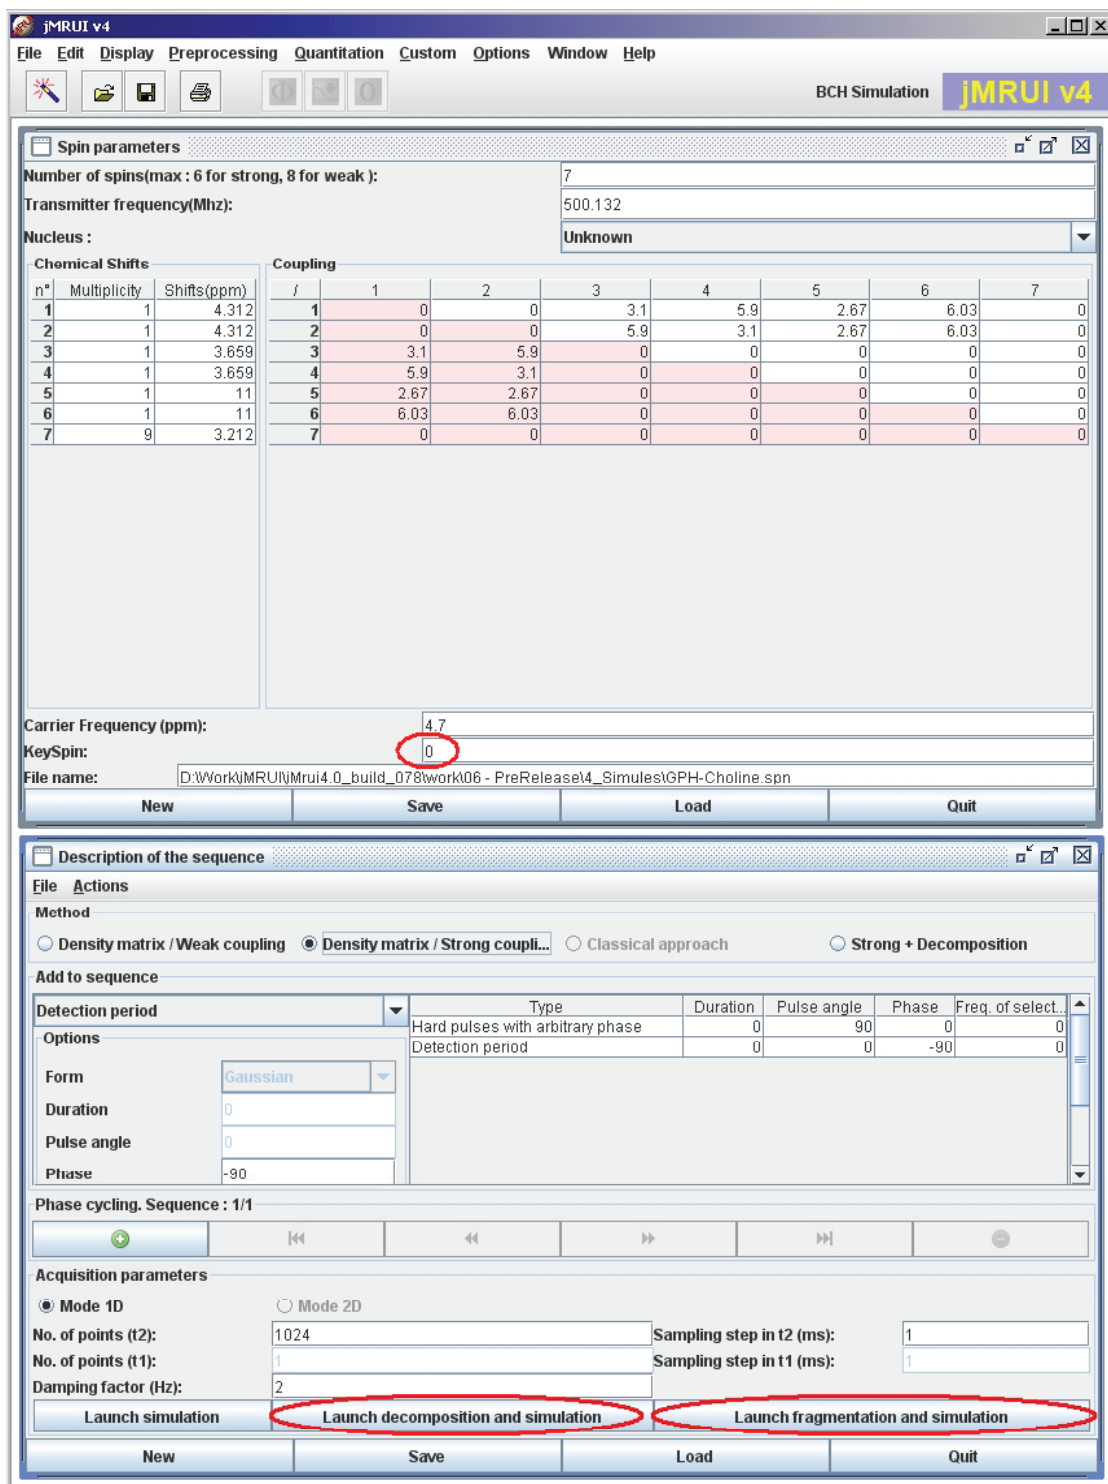 jMRUI v4
File Edit Display Preprocessing Quantitation Custom Options Window Help
BCH Simulation jMRUI v4
Spin parameters
Number of spins(max : 6 for strong, 8 for weak ): 7
Transmitter frequency(Mhz): 500.132
Nucleus : Unknown
Chemical Shifts Coupling
n° Multiplicity Shifts(ppm) / 1 2 3 4 5 6 7
1 1 4.312 1 0 0 3.1 5.9 2.67 6.03 0
2 1 4.312 2 0 0 5.9 3.1 2.67 6.03 0
3 1 3.659 3 3.1 5.9 0 0 0 0 0
4 1 3.659 4 5.9 3.1 0 0 0 0 0
5 1 11 5 2.67 2.67 0 0 0 0 0
6 1 11 6 6.03 6.03 0 0 0 0 0
7 9 3.212 7 0 0 0 0 0 0 0
Carrier Frequency (ppm): 4.7
KeySpin: 0
File name: D:\Work\jMRUI\jMrui4.0_build_078\work\06 - PreRelease\4_Simules\GPH-Choline.spn
New Save Load Quit
Description of the sequence
File Actions
Method
Density matrix / Weak coupling Density matrix / Strong coupli... Classical approach Strong + Decomposition
Add to sequence
Detection period Type Duration Pulse angle Phase Freq. of select...
Hard pulses with arbitrary phase 0 90 0 0
Options Detection period 0 0 -90 0
Form Gaussian
Duration 0
Pulse angle 0
Phase -90
Phase cycling. Sequence : 1/1
Acquisition parameters
Mode 1D Mode 2D
No. of points (t2): 1024 Sampling step in t2 (ms): 1
No. of points (t1): 1 Sampling step in t1 (ms): 1
Damping factor (Hz): 2
Launch simulation Launch decomposition and simulation Launch fragmentation and simulation
New Save Load Quit